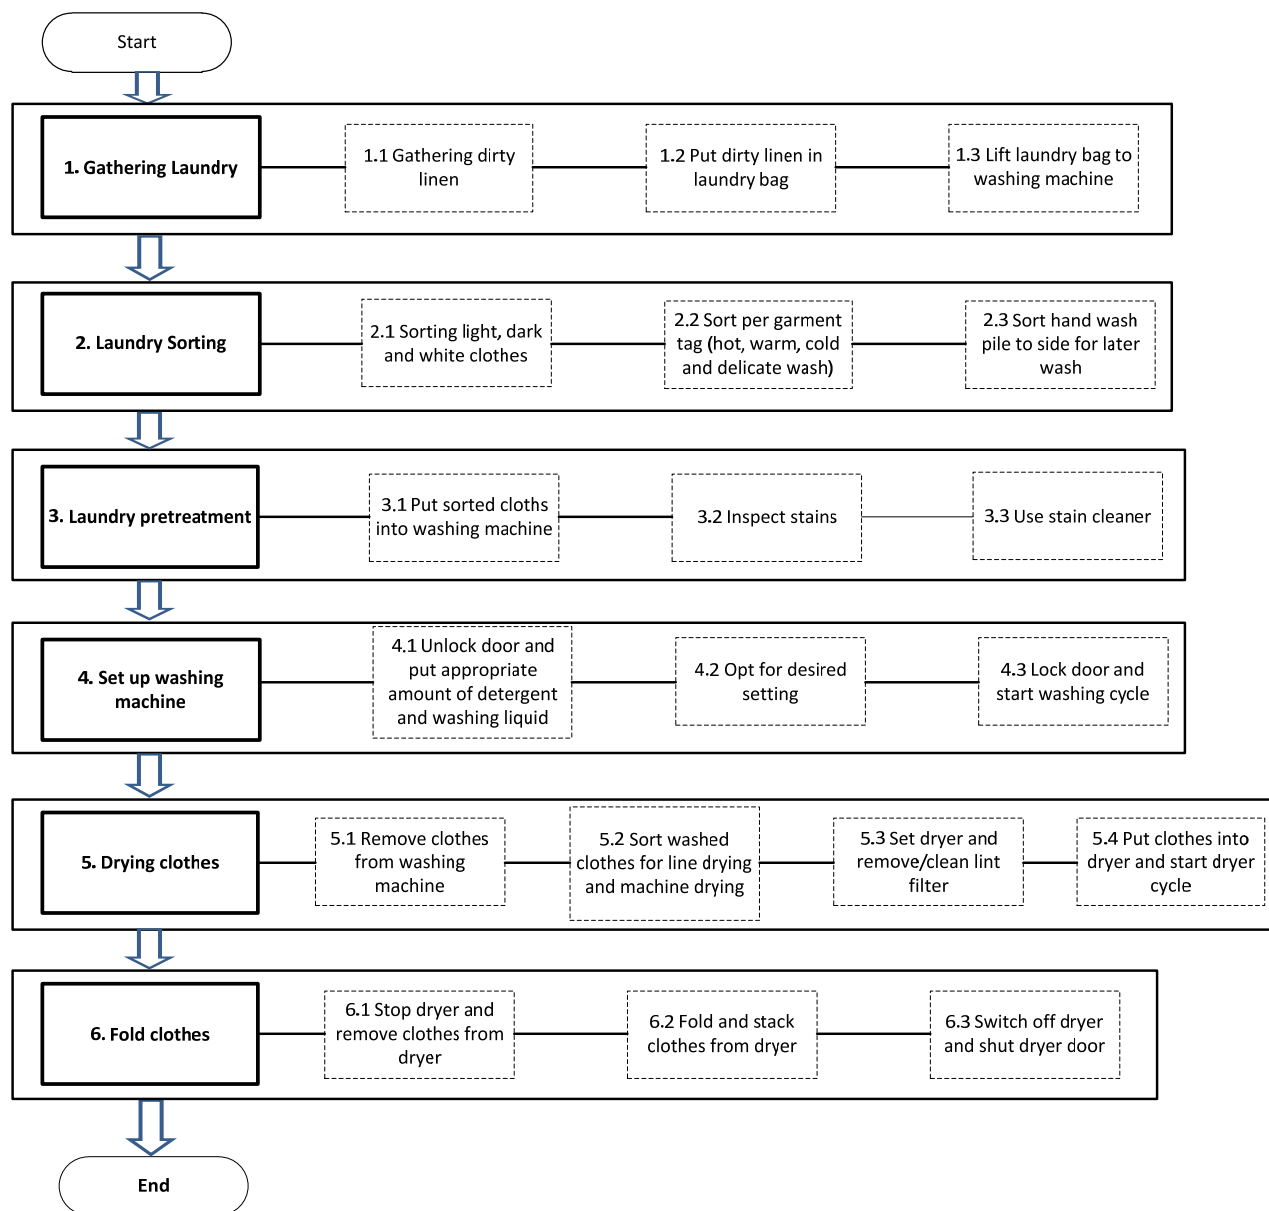 Start
1. Gathering Laundry
1.1 Gathering dirty
linen
1.2 Put dirty linen in
laundry bag
1.3 Lift laundry bag to
washing machine
2. Laundry Sorting
2.1 Sorting light, dark
and white clothes
2.2 Sort per garment
tag (hot, warm, cold
and delicate wash)
2.3 Sort hand wash
pile to side for later
wash
3. Laundry pretreatment
3.1 Put sorted cloths
into washing machine
3.2 Inspect stains
3.3 Use stain cleaner
4. Set up washing
machine
4.1 Unlock door and
put appropriate
amount of detergent
and washing liquid
4.2 Opt for desired
setting
4.3 Lock door and
start washing cycle
5. Drying clothes
5.1 Remove clothes
from washing
machine
5.2 Sort washed
clothes for line drying
and machine drying
5.3 Set dryer and
remove/clean lint
filter
5.4 Put clothes into
dryer and start dryer
cycle
6. Fold clothes
6.1 Stop dryer and
remove clothes from
dryer
6.2 Fold and stack
clothes from dryer
6.3 Switch off dryer
and shut dryer door
End